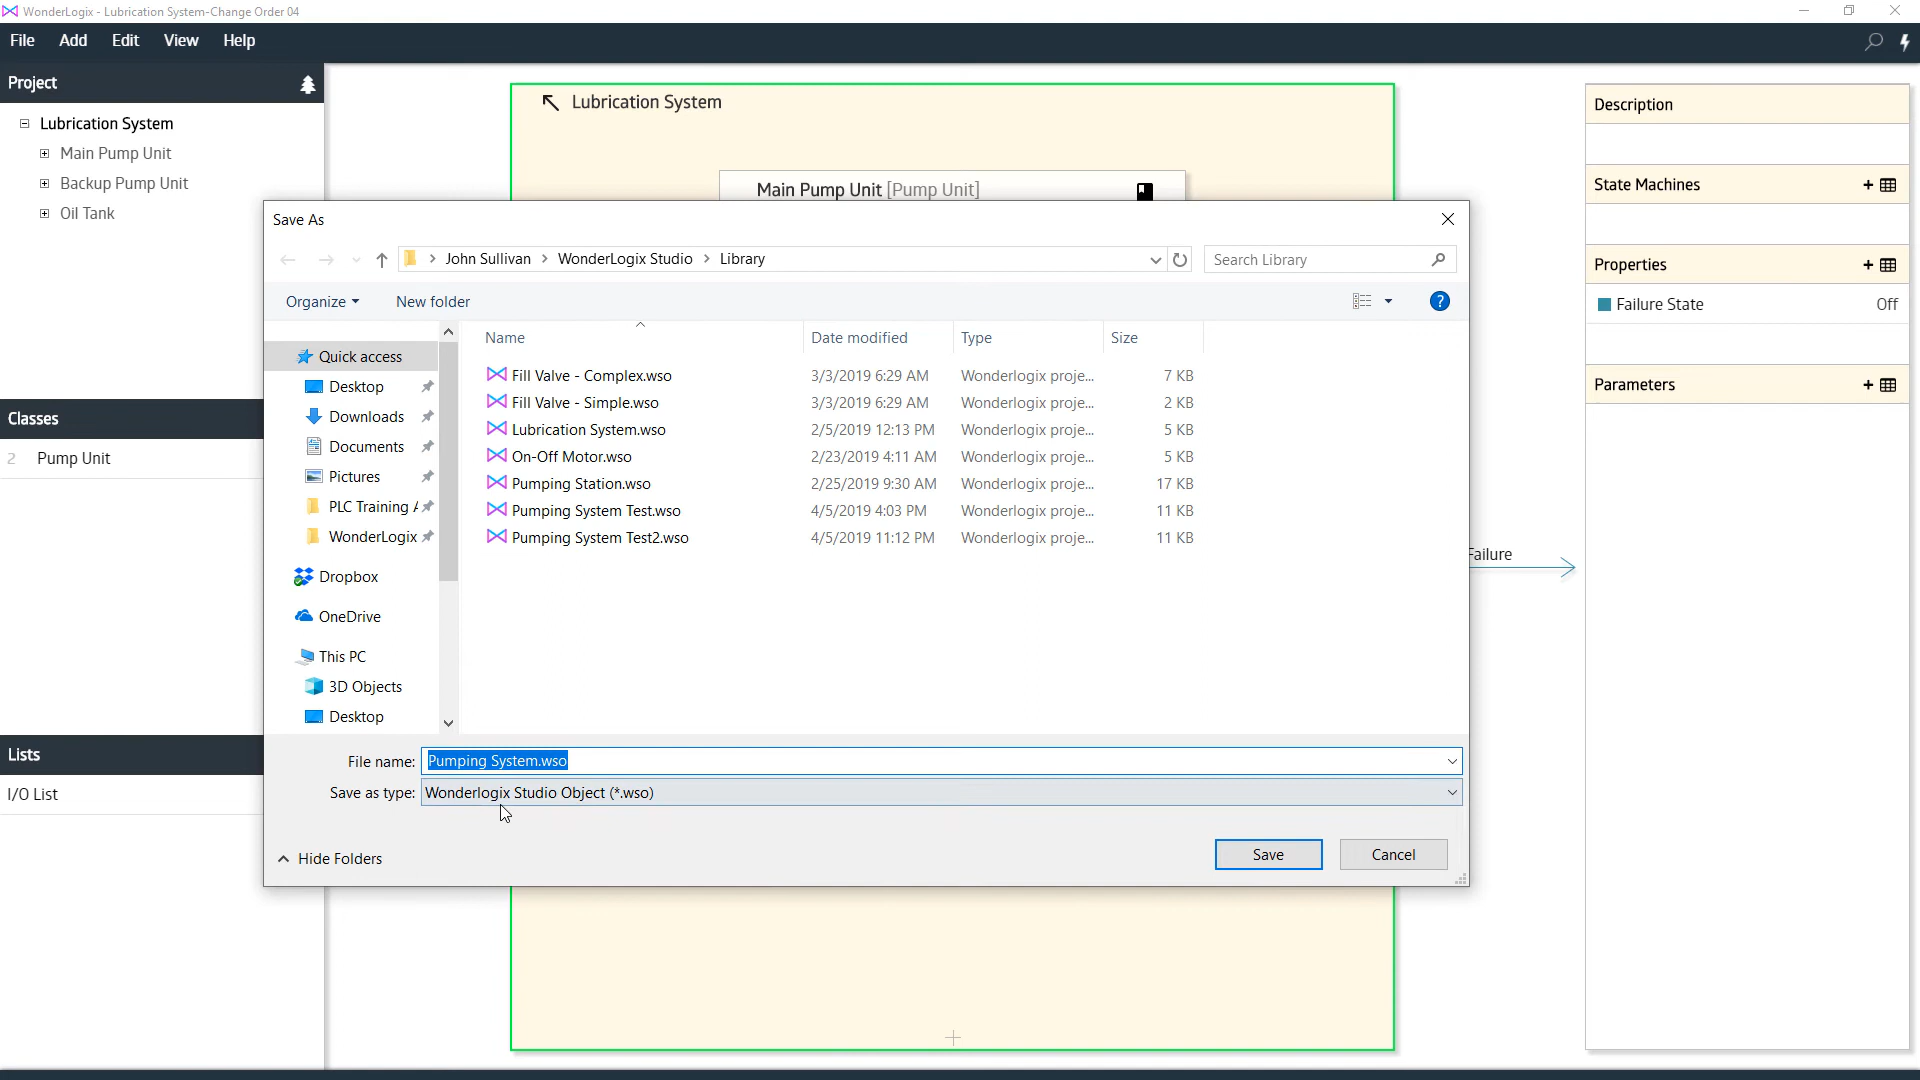 WonderLogix - Lubrication System-Change Order 04
File Add Edit View Help
Project
Lubrication System
Main Pump Unit
Backup Pump Unit
Oil Tank
Classes
2 Pump Unit
Lists
I/O List
Lubrication System
Main Pump Unit [Pump Unit]
Save As
John Sullivan > WonderLogix Studio > Library
Search Library
Organize New folder
?
Quick access
Desktop
Downloads
Documents
Pictures
PLC Training A
WonderLogix
Dropbox
OneDrive
This PC
3D Objects
Desktop
Name Date modified Type Size
Fill Valve - Complex.wso 3/3/2019 6:29 AM Wonderlogix proje... 7 KB
Fill Valve - Simple.wso 3/3/2019 6:29 AM Wonderlogix proje... 2 KB
Lubrication System.wso 2/5/2019 12:13 PM Wonderlogix proje... 5 KB
On-Off Motor.wso 2/23/2019 4:11 AM Wonderlogix proje... 5 KB
Pumping Station.wso 2/25/2019 9:30 AM Wonderlogix proje... 17 KB
Pumping System Test.wso 4/5/2019 4:03 PM Wonderlogix proje... 11 KB
Pumping System Test2.wso 4/5/2019 11:12 PM Wonderlogix proje... 11 KB
File name: Pumping System.wso
Save as type: Wonderlogix Studio Object (*.wso)
Hide Folders
Save Cancel
Failure
Description
State Machines +
Properties +
Failure State Off
Parameters +